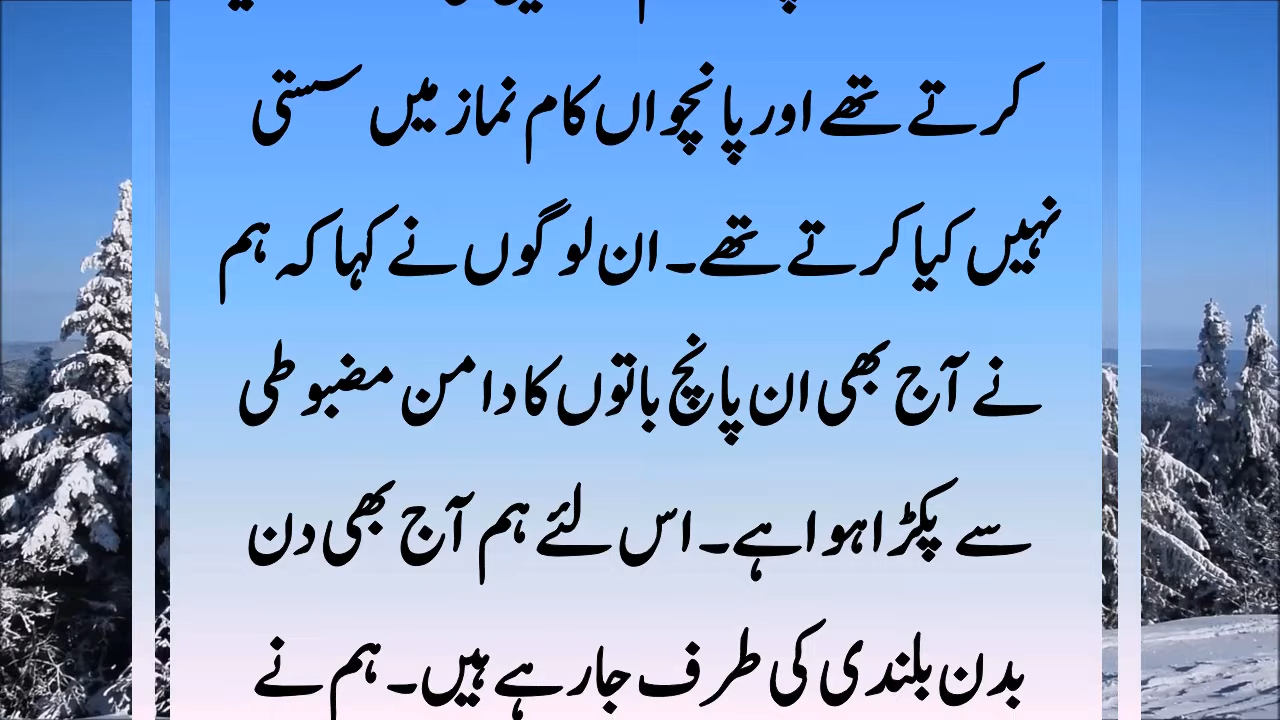 کرتے تھے اور پانچواں کام نماز میں سستی
نہیں کیا کرتے تھے۔ ان لوگوں نے کہا کہ ہم
نے آج بھی ان پانچ باتوں کا دامن مضبوطی
سے پکڑا ہوا ہے۔ اس لئے ہم آج بھی دن
بدن بلندی کی طرف جا رہے ہیں۔ ہم نے